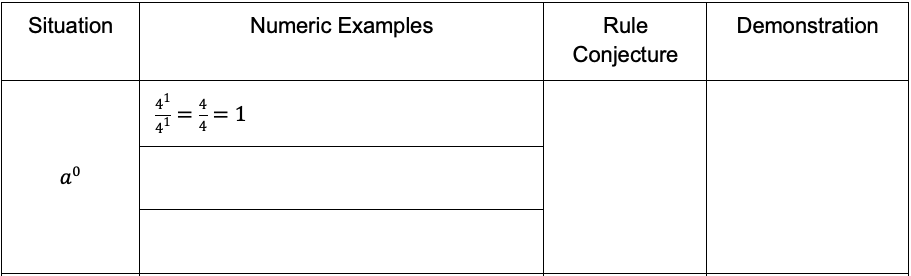 Situation
Numeric Examples
Rule
Conjecture
Demonstration
a⁰
4¹/4¹ = 4/4 = 1